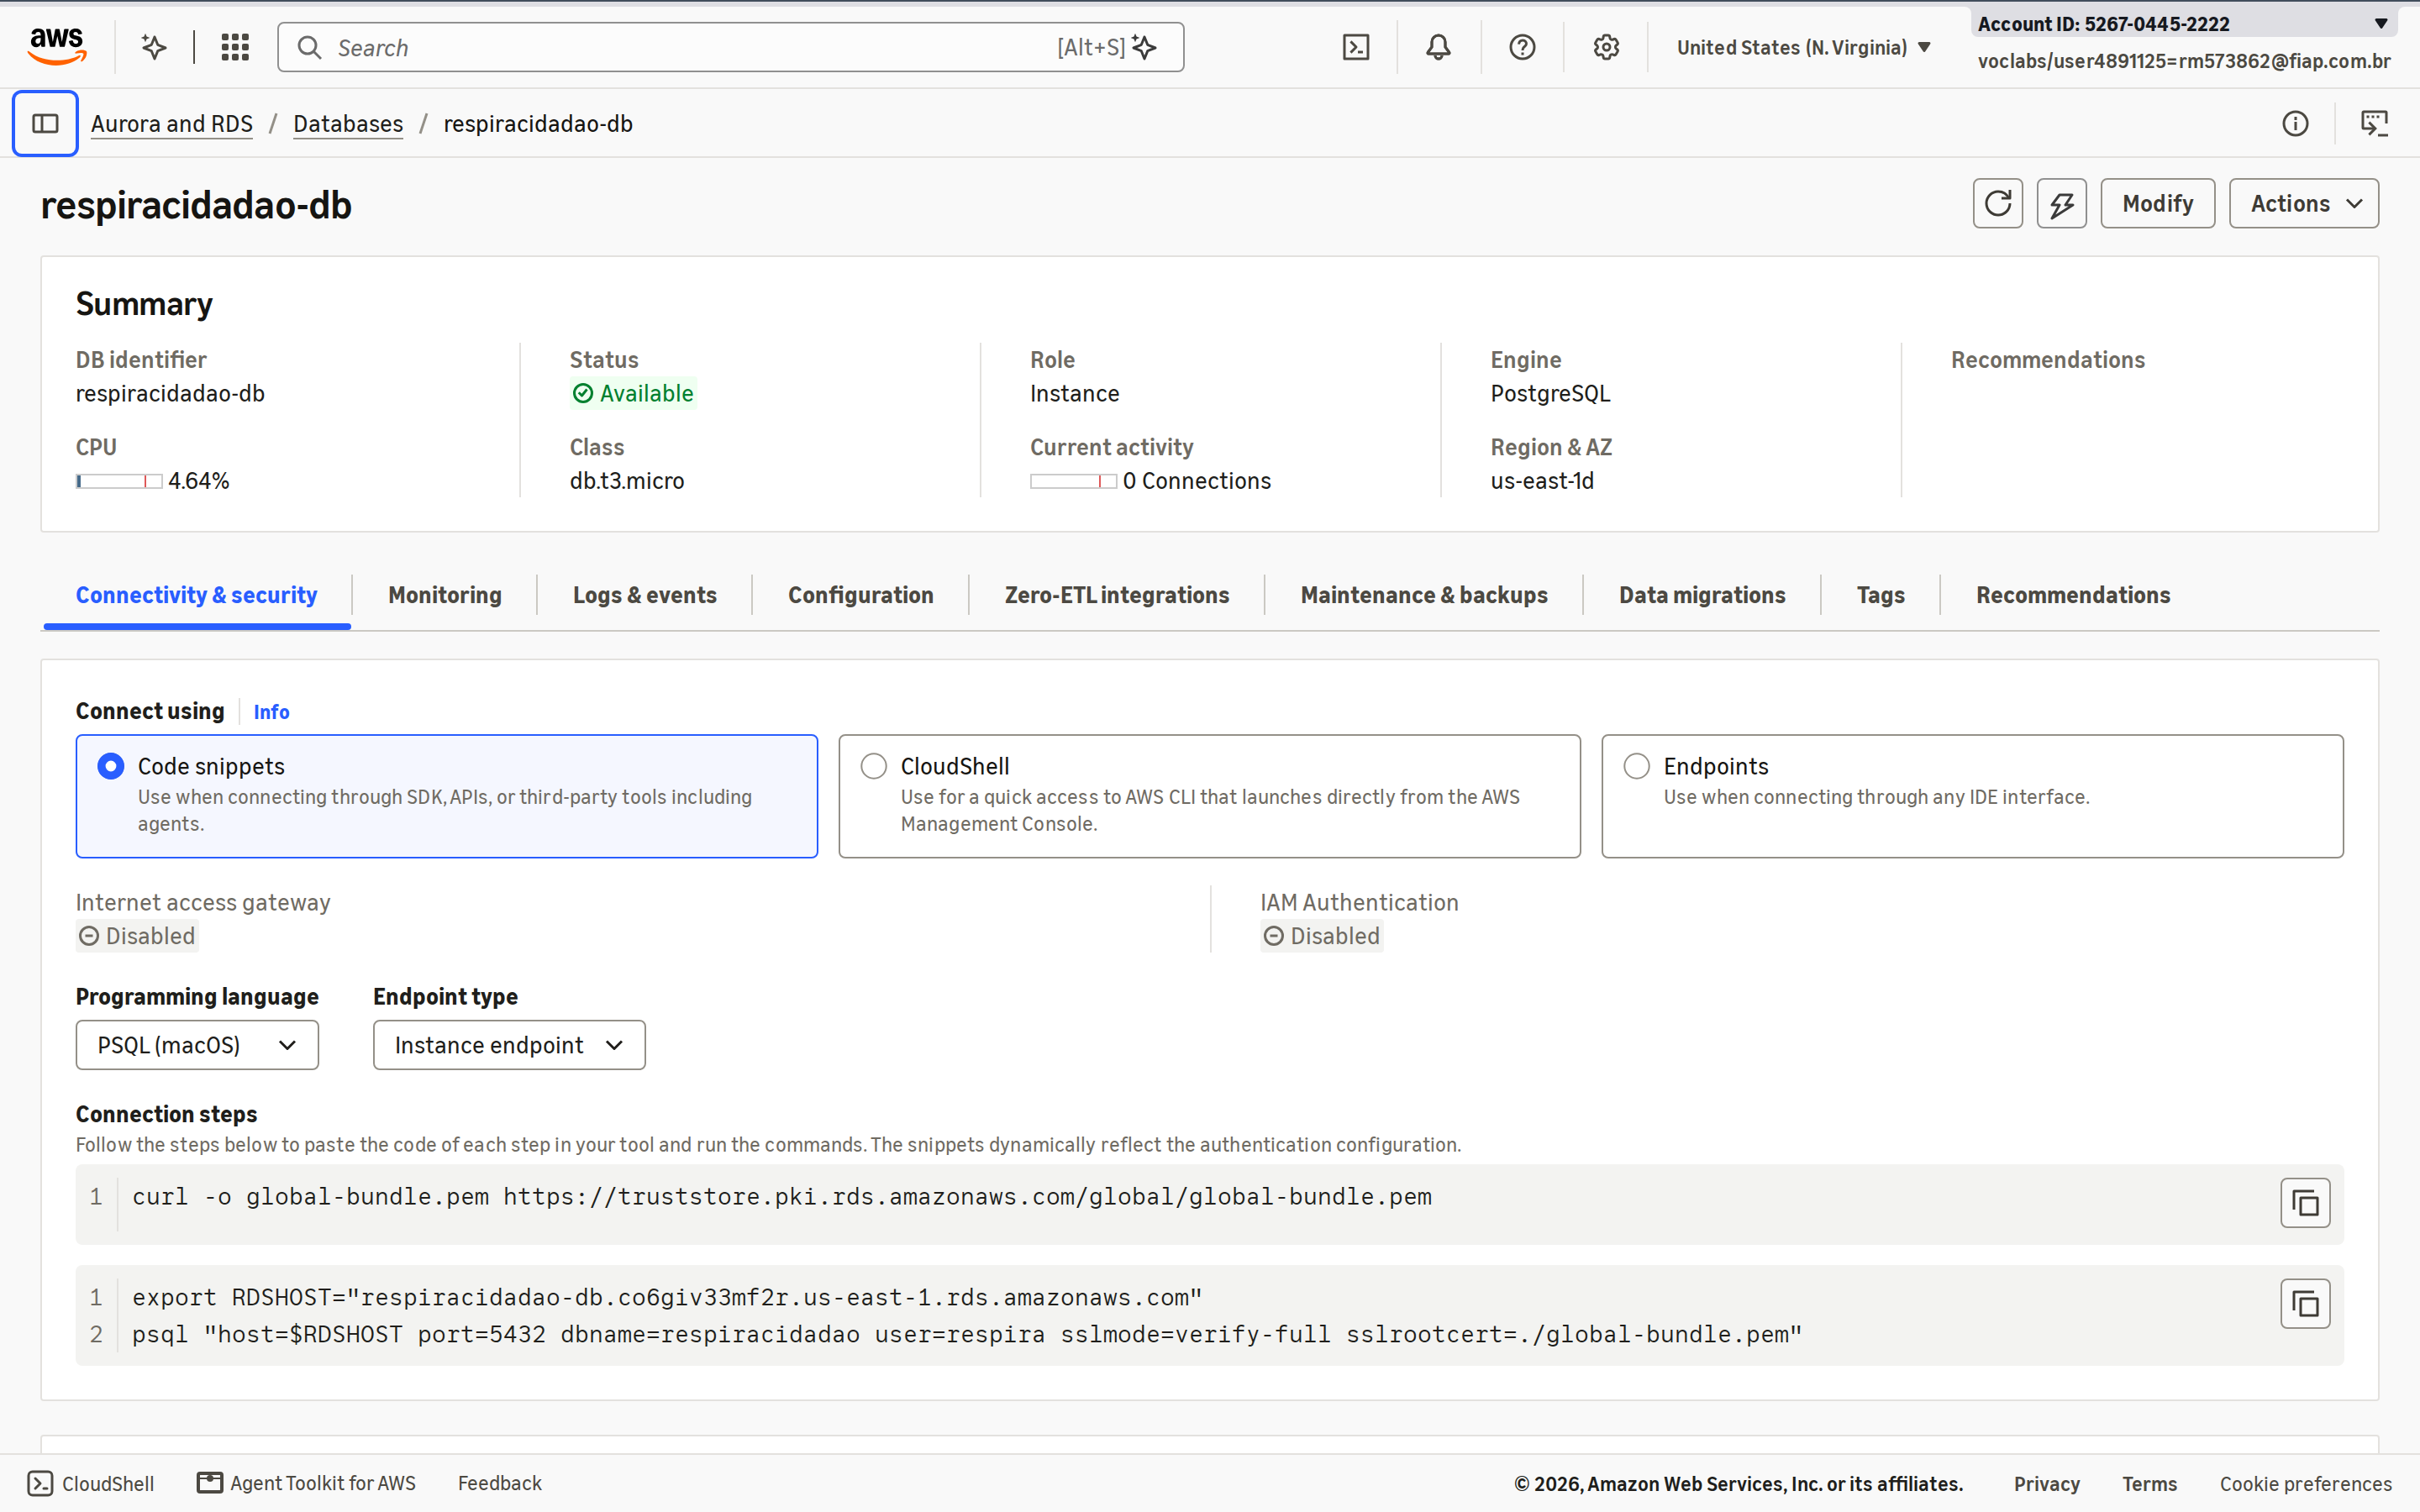 aws
Search
[Alt+S]
United States (N. Virginia)
Account ID: 5267-0445-2222
voclabs/user4891125=rm573862@fiap.com.br
Aurora and RDS / Databases / respiracidadao-db
respiracidadao-db
Modify
Actions
Summary
DB identifier
respiracidadao-db
Status
Available
Role
Instance
Engine
PostgreSQL
Recommendations
CPU
4.64%
Class
db.t3.micro
Current activity
0 Connections
Region & AZ
us-east-1d
Connectivity & security
Monitoring
Logs & events
Configuration
Zero-ETL integrations
Maintenance & backups
Data migrations
Tags
Recommendations
Connect using
Info
Code snippets
Use when connecting through SDK, APIs, or third-party tools including
agents.
CloudShell
Use for a quick access to AWS CLI that launches directly from the AWS
Management Console.
Endpoints
Use when connecting through any IDE interface.
Internet access gateway
Disabled
IAM Authentication
Disabled
Programming language
PSQL (macOS)
Endpoint type
Instance endpoint
Connection steps
Follow the steps below to paste the code of each step in your tool and run the commands. The snippets dynamically reflect the authentication configuration.
1 curl -o global-bundle.pem https://truststore.pki.rds.amazonaws.com/global/global-bundle.pem
1 export RDSHOST="respiracidadao-db.co6giv33mf2r.us-east-1.rds.amazonaws.com"
2 psql "host=$RDSHOST port=5432 dbname=respiracidadao user=respira sslmode=verify-full sslrootcert=./global-bundle.pem"
CloudShell
Agent Toolkit for AWS
Feedback
© 2026, Amazon Web Services, Inc. or its affiliates.
Privacy
Terms
Cookie preferences